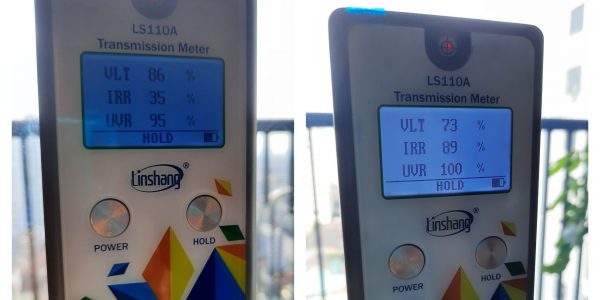 LS110A
Transmission Meter
VLT 86 %
IRR 35 %
UVR 95 %
HOLD
Linshang®
POWER HOLD
LS110A
Transmission Meter
VLT 73 %
IRR 89 %
UVR 100 %
HOLD
Linshang®
POWER HOLD